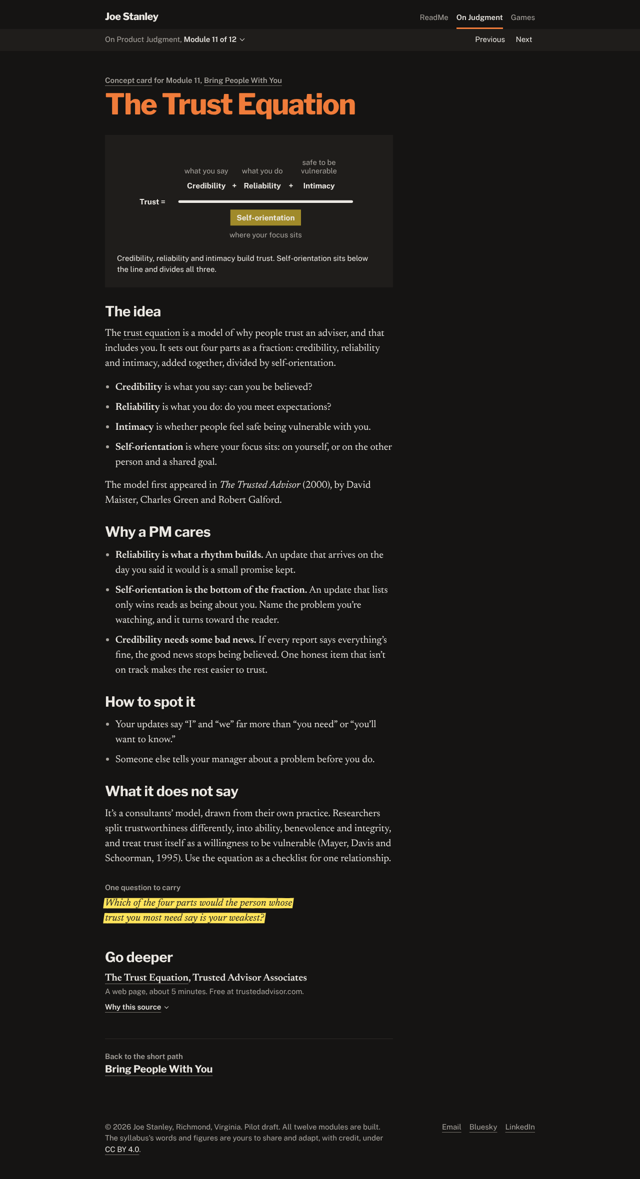 Joe Stanley
ReadMe On Judgment Games
On Product Judgment, Module 11 of 12
Previous Next
Concept card for Module 11, Bring People With You
The Trust Equation
what you say what you do safe to be vulnerable
Credibility + Reliability + Intimacy
Trust =
Self-orientation
where your focus sits
Credibility, reliability and intimacy build trust. Self-orientation sits below
the line and divides all three.
The idea
The trust equation is a model of why people trust an adviser, and that
includes you. It sets out four parts as a fraction: credibility, reliability
and intimacy, added together, divided by self-orientation.
• Credibility is what you say: can you be believed?
• Reliability is what you do: do you meet expectations?
• Intimacy is whether people feel safe being vulnerable with you.
• Self-orientation is where your focus sits: on yourself, or on the other
person and a shared goal.
The model first appeared in The Trusted Advisor (2000), by David
Maister, Charles Green and Robert Galford.
Why a PM cares
• Reliability is what a rhythm builds. An update that arrives on the
day you said it would is a small promise kept.
• Self-orientation is the bottom of the fraction. An update that lists
only wins reads as being about you. Name the problem you’re
watching, and it turns toward the reader.
• Credibility needs some bad news. If every report says everything’s
fine, the good news stops being believed. One honest item that isn’t
on track makes the rest easier to trust.
How to spot it
• Your updates say “I” and “we” far more than “you need” or “you’ll
want to know.”
• Someone else tells your manager about a problem before you do.
What it does not say
It’s a consultants’ model, drawn from their own practice. Researchers
split trustworthiness differently, into ability, benevolence and integrity,
and treat trust itself as a willingness to be vulnerable (Mayer, Davis and
Schoorman, 1995). Use the equation as a checklist for one relationship.
One question to carry
Which of the four parts would the person whose
trust you most need say is your weakest?
Go deeper
The Trust Equation, Trusted Advisor Associates
A web page, about 5 minutes. Free at trustedadvisor.com.
Why this source
Back to the short path
Bring People With You
© 2026 Joe Stanley, Richmond, Virginia. Pilot draft. All twelve modules are built.
The syllabus’s words and figures are yours to share and adapt, with credit, under
CC BY 4.0.
Email Bluesky LinkedIn